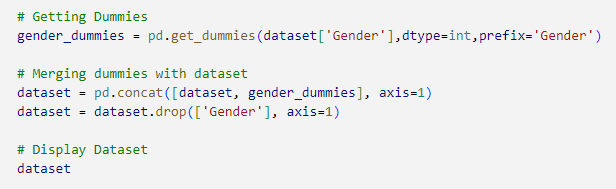 # Getting Dummies
gender_dummies = pd.get_dummies(dataset['Gender'],dtype=int,prefix='Gender')
# Merging dummies with dataset
dataset = pd.concat([dataset, gender_dummies], axis=1)
dataset = dataset.drop(['Gender'], axis=1)
# Display Dataset
dataset